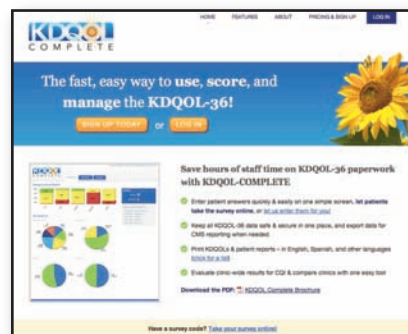 KDQOL
COMPLETE
HOME FEATURES ABOUT PRICING & SIGN UP LOG IN
The fast, easy way to use, score, and
manage the KDQOL-36!
SIGN UP TODAY or LOG IN
Save hours of staff time on KDQOL-36 paperwork
with KDQOL-COMPLETE
Enter patient answers quickly & easily on one simple screen, let patients
take the survey online, or let us enter them for you!
Keep all KDQOL-36 data safe & secure in one place, and export data for
CMS reporting when needed
Print KDQOLs & patient reports – in English, Spanish, and other languages
Evaluate clinic-wide results for CQI & compare clinics with one easy tool
Download the PDF: KDQOL Complete Brochure
Have a survey code? Take your survey online!